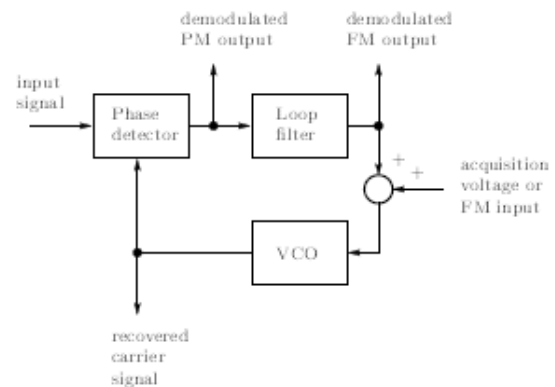 demodulated
PM output
demodulated
FM output
input
signal
Phase
detector
Loop
filter
+
+
acquisition
voltage or
FM input
VCO
recovered
carrier
signal